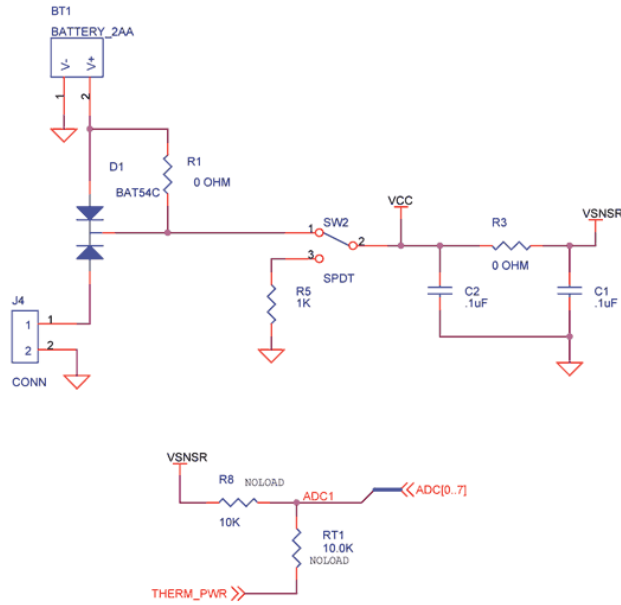 BT1
BATTERY_2AA
V-
V+
1
2
D1
BAT54C
R1
0 OHM
SW2
1
2
3
SPDT
VCC
R3
0 OHM
VSNSR
R5
1K
C2
.1uF
C1
.1uF
J4
1
1
2
2
CONN
VSNSR
R8
NOLOAD
10K
ADC1
ADC[0..7]
RT1
10.0K
NOLOAD
THERM_PWR